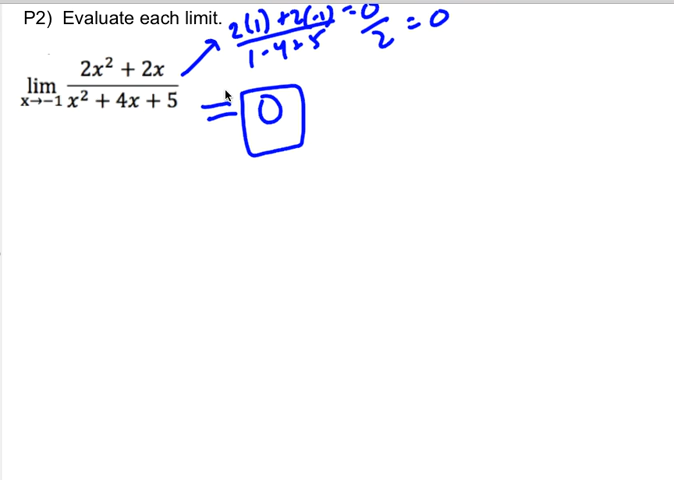 P2) Evaluate each limit.
2(1) + 2(-1) / 1 - 4 + 5 = 0/2 = 0
lim x→-1 2x² + 2x / x² + 4x + 5
= 0